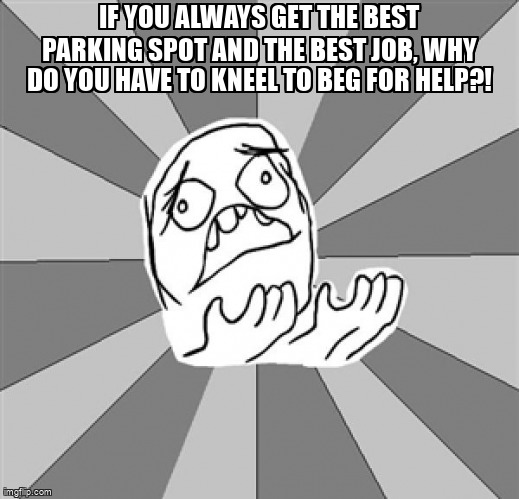 IF YOU ALWAYS GET THE BEST
PARKING SPOT AND THE BEST JOB, WHY
DO YOU HAVE TO KNEEL TO BEG FOR HELP?!
imgflip.com